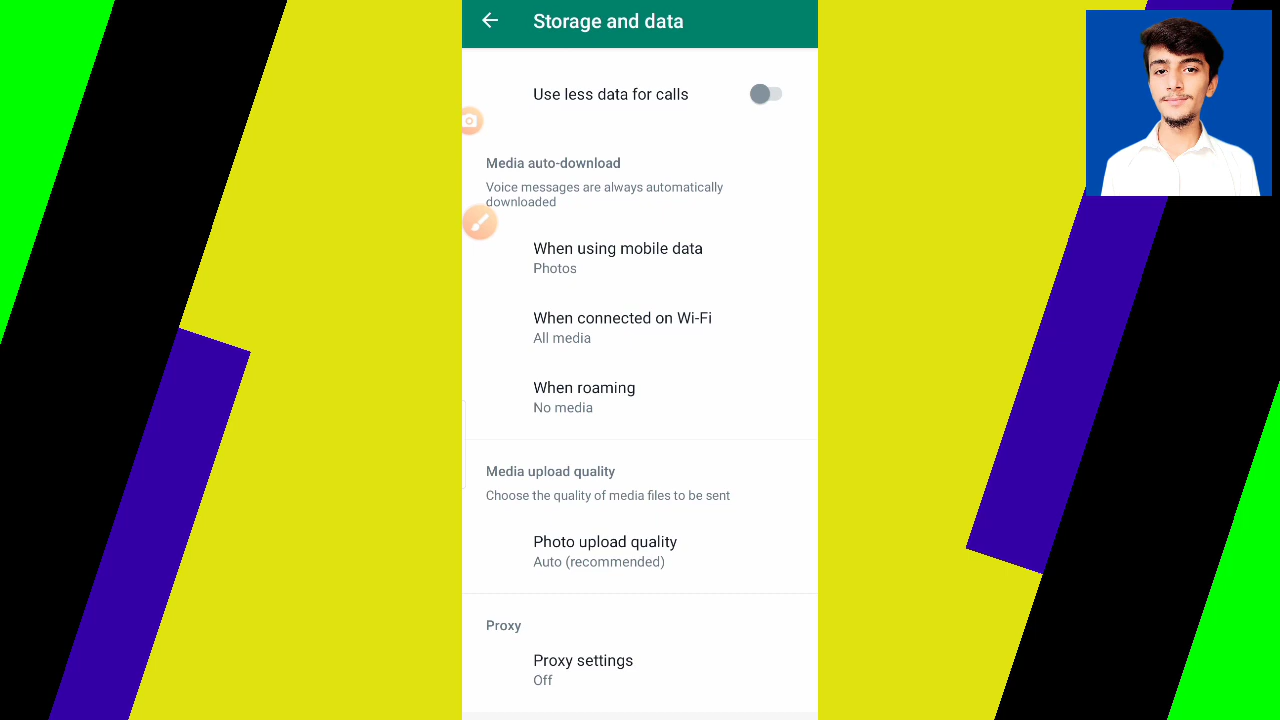 Storage and data
Use less data for calls
Media auto-download
Voice messages are always automatically
downloaded
When using mobile data
Photos
When connected on Wi-Fi
All media
When roaming
No media
Media upload quality
Choose the quality of media files to be sent
Photo upload quality
Auto (recommended)
Proxy
Proxy settings
Off